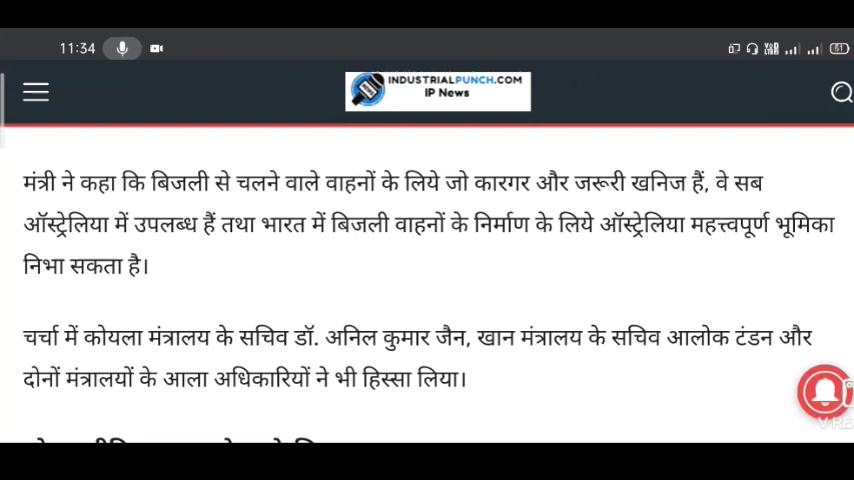 11:34
61
INDUSTRIALPUNCH.COM
IP News
मंत्री ने कहा कि बिजली से चलने वाले वाहनों के लिये जो कारगर और जरूरी खनिज हैं, वे सब
ऑस्ट्रेलिया में उपलब्ध हैं तथा भारत में बिजली वाहनों के निर्माण के लिये ऑस्ट्रेलिया महत्त्वपूर्ण भूमिका
निभा सकता है।
चर्चा में कोयला मंत्रालय के सचिव डॉ. अनिल कुमार जैन, खान मंत्रालय के सचिव आलोक टंडन और
दोनों मंत्रालयों के आला अधिकारियों ने भी हिस्सा लिया।